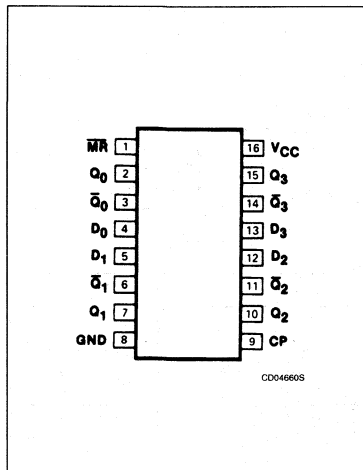 M̅R̅ 1 16 VCC
Q0 2 15 Q3
Q̅0 3 14 Q̅3
D0 4 13 D3
D1 5 12 D2
Q̅1 6 11 Q̅2
Q1 7 10 Q2
GND 8 9 CP
CD04660S